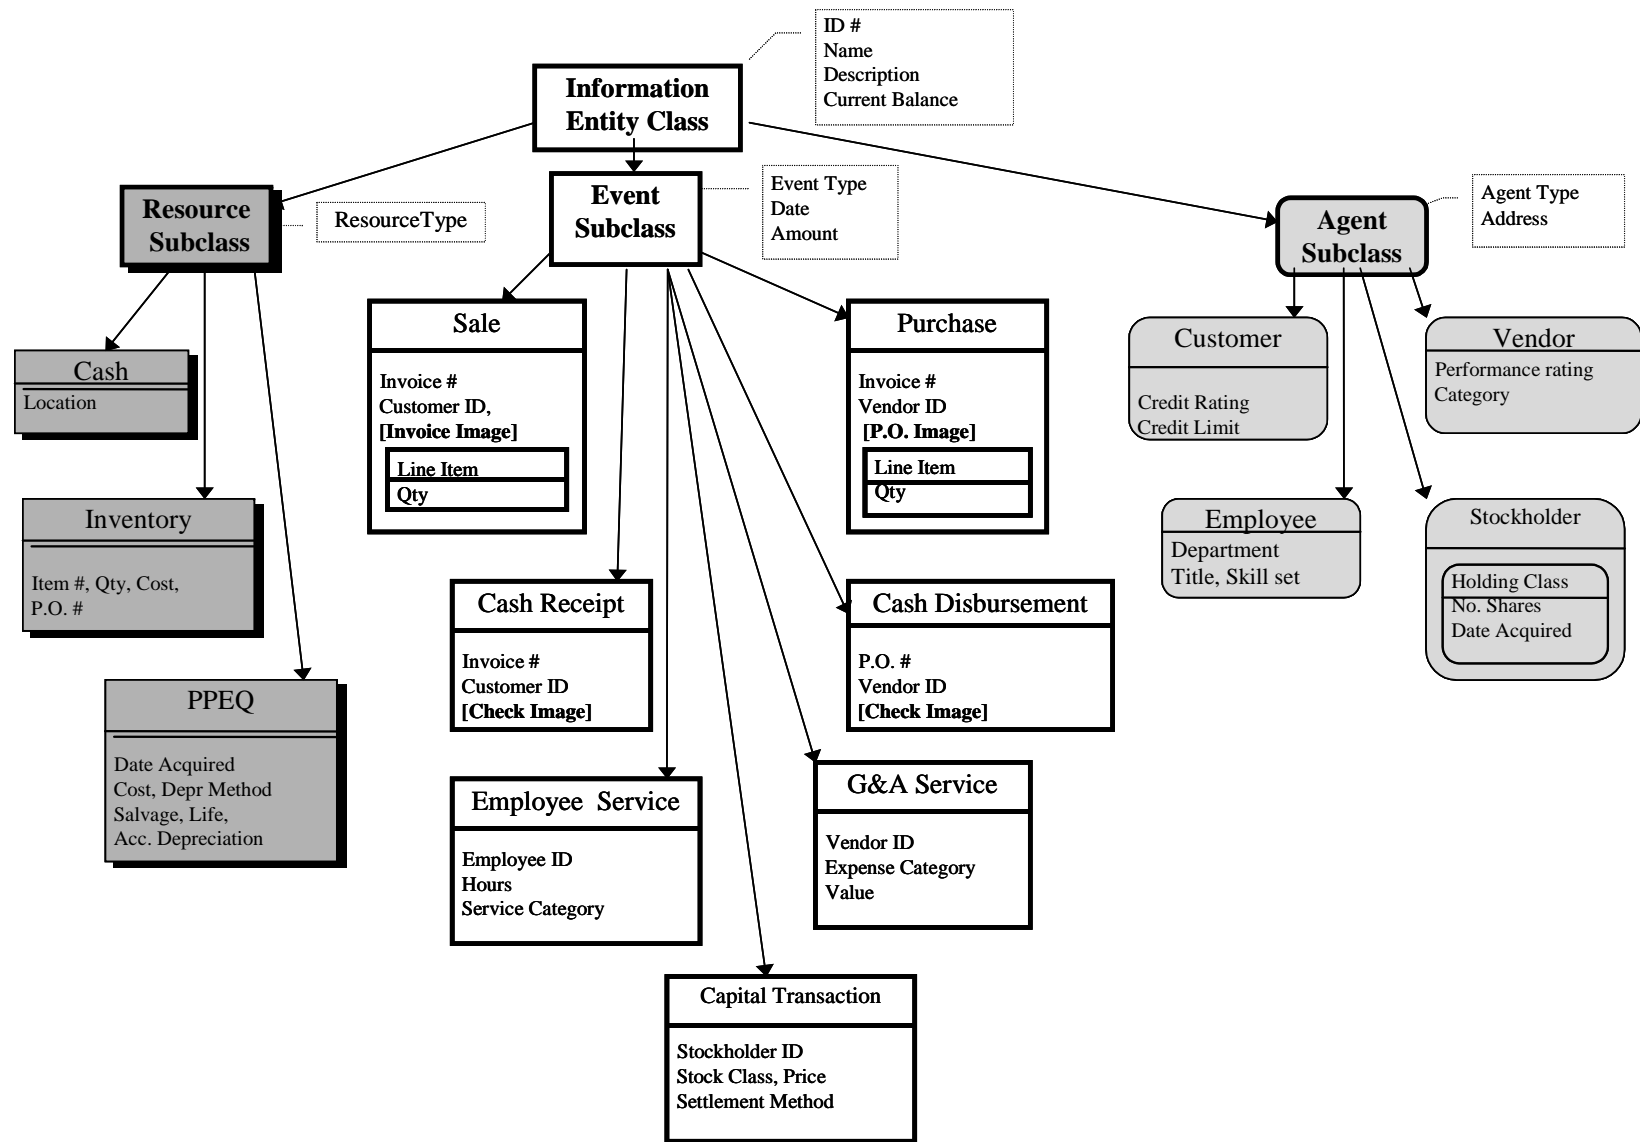 ID #
Name
Description
Current Balance
Information
Entity Class
Resource
Subclass
ResourceType
Event
Subclass
Event Type
Date
Amount
Agent
Subclass
Agent Type
Address
Cash
Location
Inventory
Item #, Qty, Cost,
P.O. #
PPEQ
Date Acquired
Cost, Depr Method
Salvage, Life,
Acc. Depreciation
Sale
Invoice #
Customer ID,
[Invoice Image]
Line Item
Qty
Purchase
Invoice #
Vendor ID
[P.O. Image]
Line Item
Qty
Cash Receipt
Invoice #
Customer ID
[Check Image]
Cash Disbursement
P.O. #
Vendor ID
[Check Image]
Employee Service
Employee ID
Hours
Service Category
G&A Service
Vendor ID
Expense Category
Value
Capital Transaction
Stockholder ID
Stock Class, Price
Settlement Method
Customer
Credit Rating
Credit Limit
Vendor
Performance rating
Category
Employee
Department
Title, Skill set
Stockholder
Holding Class
No. Shares
Date Acquired